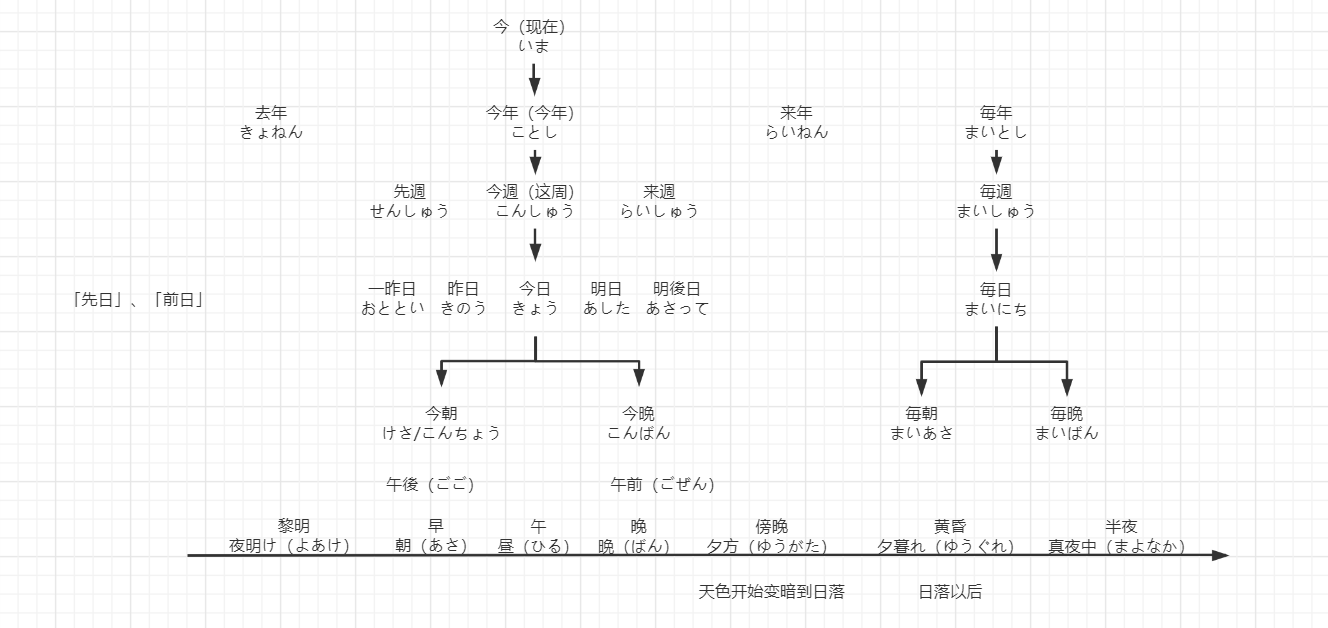 今（现在）
いま
去年
きょねん
今年（今年）
ことし
来年
らいねん
毎年
まいとし
先週
せんしゅう
今週（这周）
こんしゅう
来週
らいしゅう
毎週
まいしゅう
「先日」、「前日」
一昨日
おととい
昨日
きのう
今日
きょう
明日
あした
明後日
あさって
毎日
まいにち
今朝
けさ/こんちょう
今晩
こんばん
毎朝
まいあさ
毎晩
まいばん
午後（ごご）
午前（ごぜん）
黎明
夜明け（よあけ）
早
朝（あさ）
午
昼（ひる）
晚
晩（ばん）
傍晚
夕方（ゆうがた）
黄昏
夕暮れ（ゆうぐれ）
半夜
真夜中（まよなか）
天色开始变暗到日落
日落以后